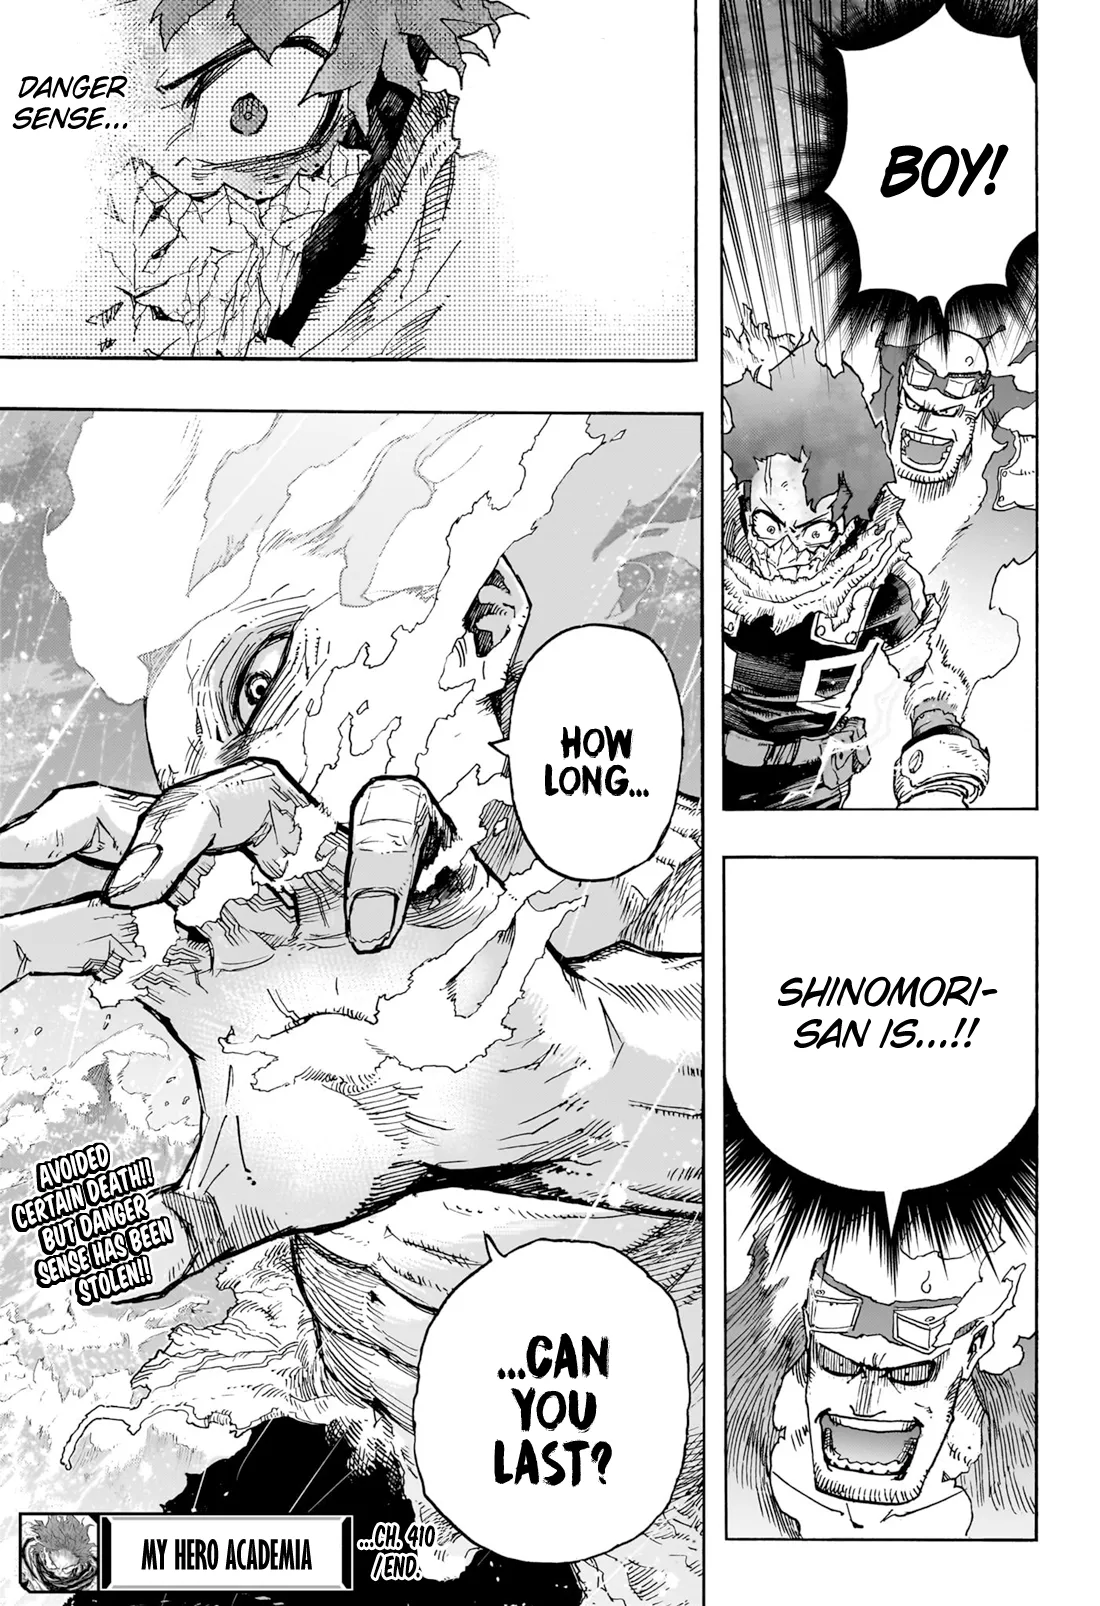 BOY!
SHINOMORI-
SAN IS...!!
DANGER
SENSE...
HOW
LONG...
...CAN
YOU
LAST?
AVOIDED
CERTAIN DEATH!!
BUT DANGER
SENSE HAS BEEN
STOLEN!!
MY HERO ACADEMIA
...CH. 410
/END.